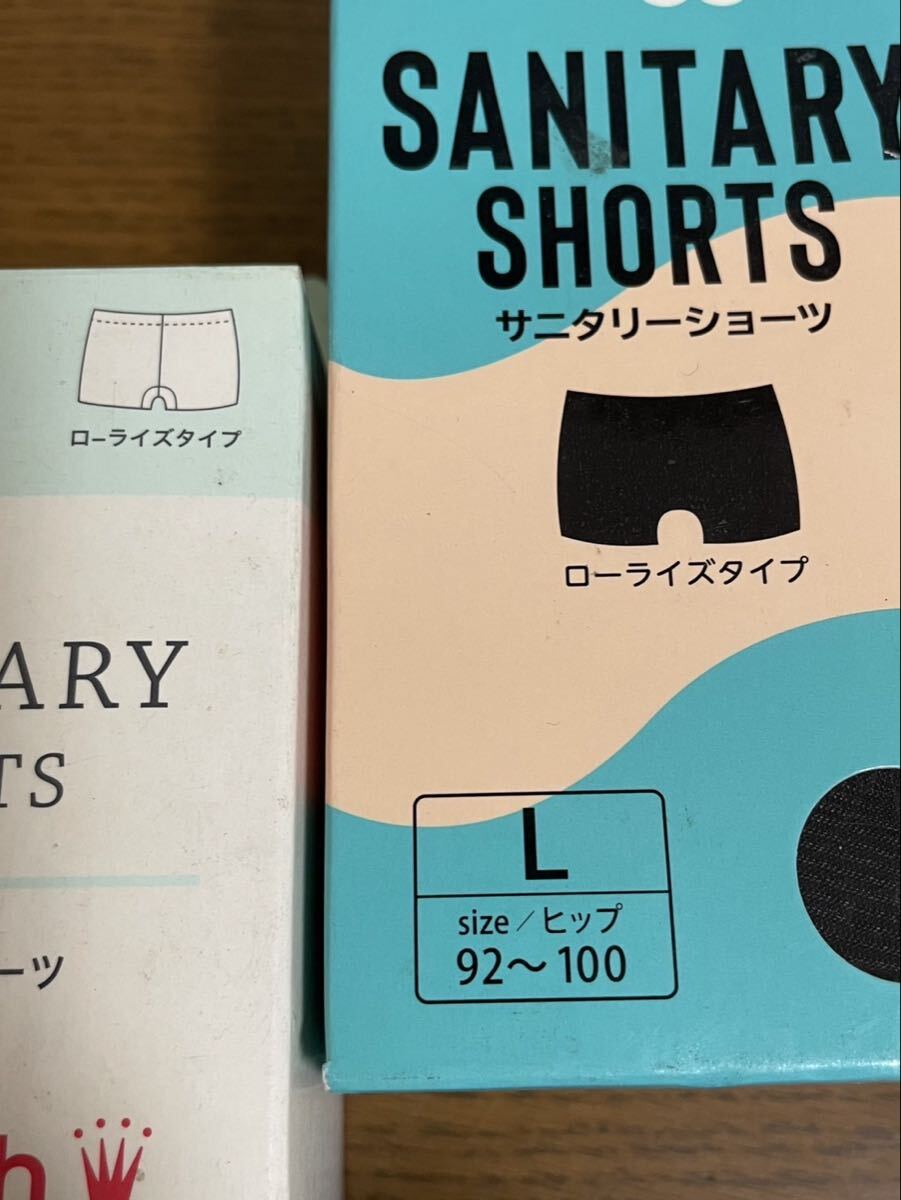 SANITARY
SHORTS
サニタリーショーツ
ローライズタイプ
L
size/ヒップ
92〜100
ローライズタイプ
ARY
TS
ーツ
h